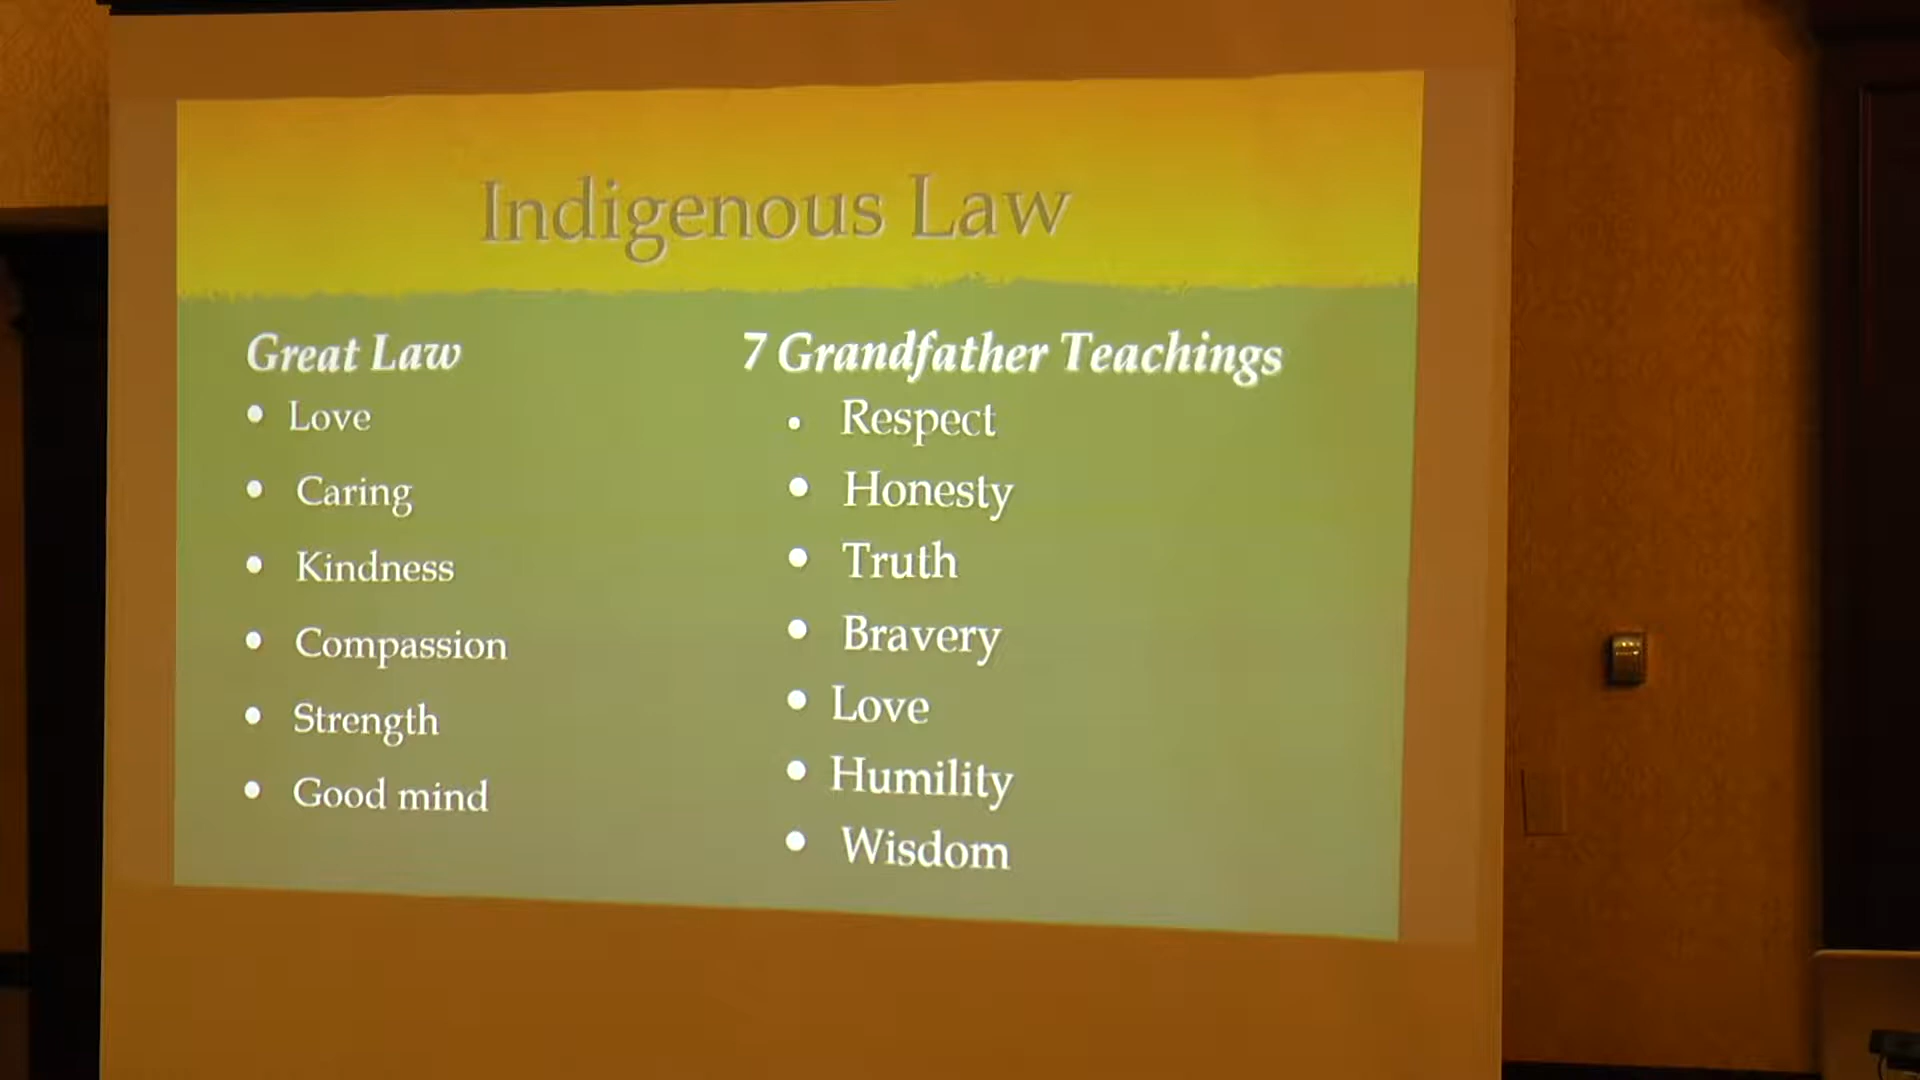 Indigenous Law
Great Law
• Love
• Caring
• Kindness
• Compassion
• Strength
• Good mind
7 Grandfather Teachings
• Respect
• Honesty
• Truth
• Bravery
• Love
• Humility
• Wisdom